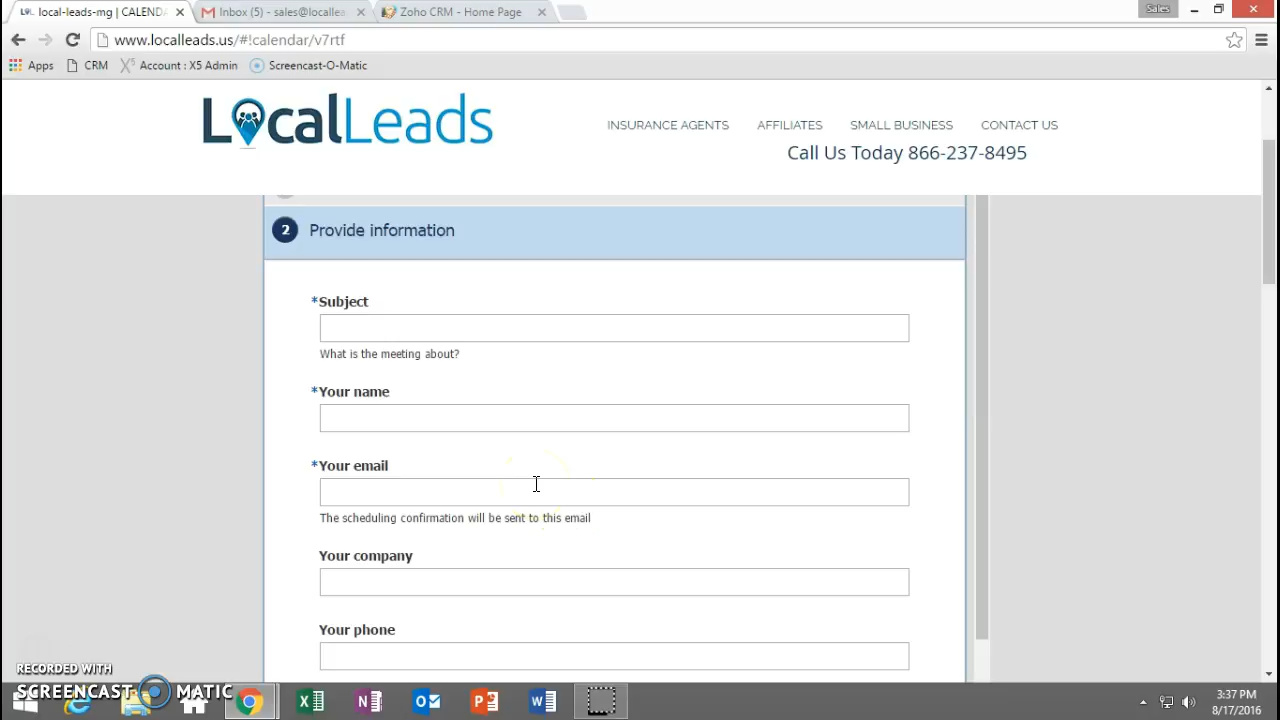 local-leads-mg | CALENDA
Inbox (5) - sales@locallea
Zoho CRM - Home Page
Sales
www.localleads.us/#!calendar/v7rtf
Apps
CRM
Account : X5 Admin
Screencast-O-Matic
LocalLeads
INSURANCE AGENTS
AFFILIATES
SMALL BUSINESS
CONTACT US
Call Us Today 866-237-8495
2 Provide information
*Subject
What is the meeting about?
*Your name
*Your email
The scheduling confirmation will be sent to this email
Your company
Your phone
RECORDED WITH
SCREENCAST MATIC
3:37 PM
8/17/2016